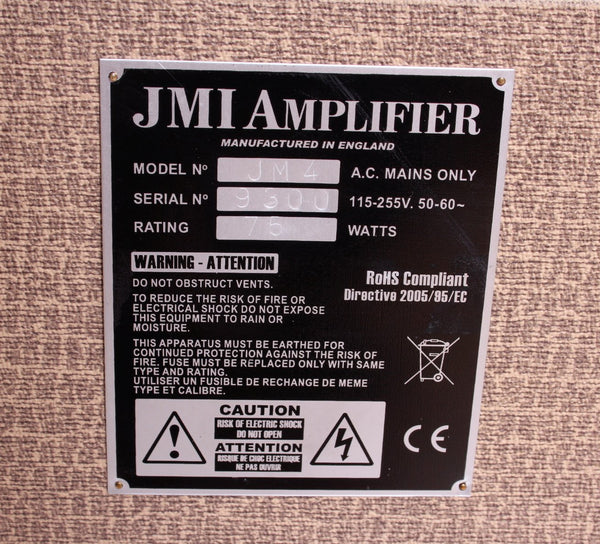 JMI AMPLIFIER
MANUFACTURED IN ENGLAND
MODEL Nº JM4 A.C. MAINS ONLY
SERIAL Nº 9300 115-255V. 50-60~
RATING 75 WATTS
WARNING - ATTENTION
DO NOT OBSTRUCT VENTS.
TO REDUCE THE RISK OF FIRE OR
ELECTRICAL SHOCK DO NOT EXPOSE
THIS EQUIPMENT TO RAIN OR
MOISTURE.
RoHS Compliant
Directive 2005/95/EC
THIS APPARATUS MUST BE EARTHED FOR
CONTINUED PROTECTION AGAINST THE RISK OF
FIRE. FUSE MUST BE REPLACED ONLY WITH SAME
TYPE AND RATING.
UTILISER UN FUSIBLE DE RECHANGE DE MEME
TYPE ET CALIBRE.
CAUTION
RISK OF ELECTRIC SHOCK
DO NOT OPEN
ATTENTION
RISQUE DE CHOC ELECTRIQUE
NE PAS OUVRIR
CE